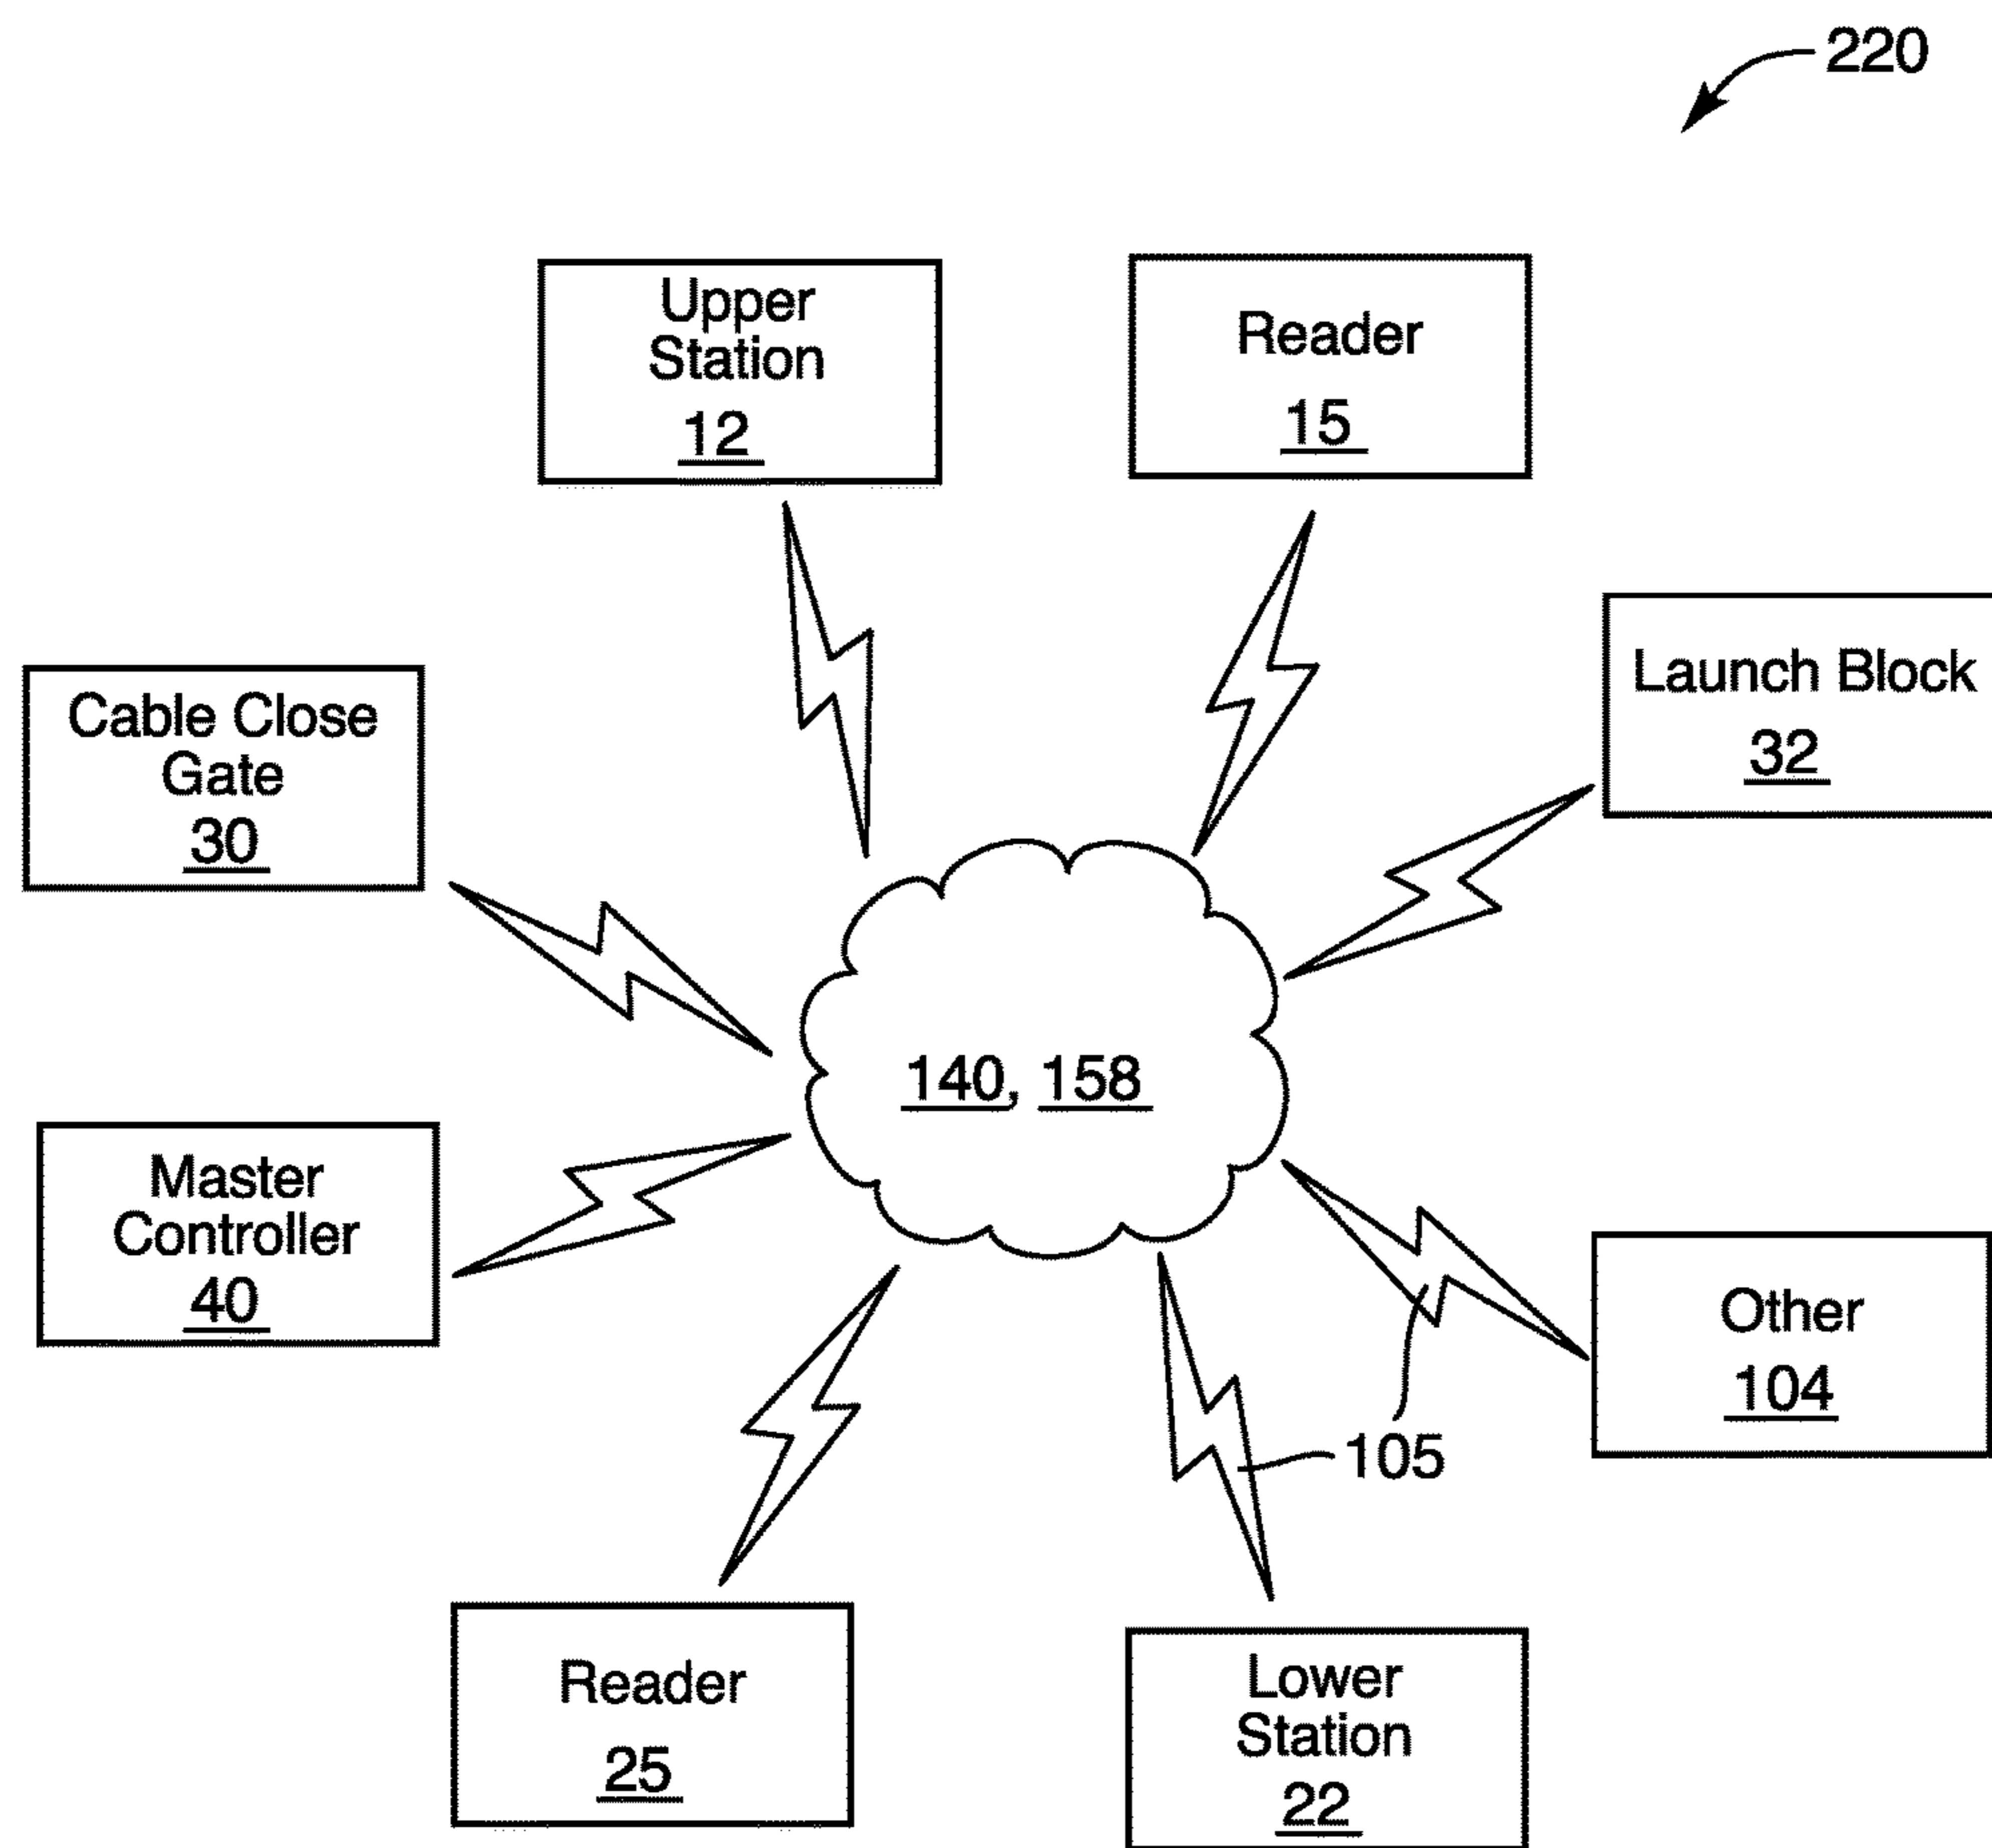 220
Upper
Station
12
Reader
15
Launch Block
32
Cable Close
Gate
30
140, 158
Master
Controller
40
Other
104
105
Reader
25
Lower
Station
22